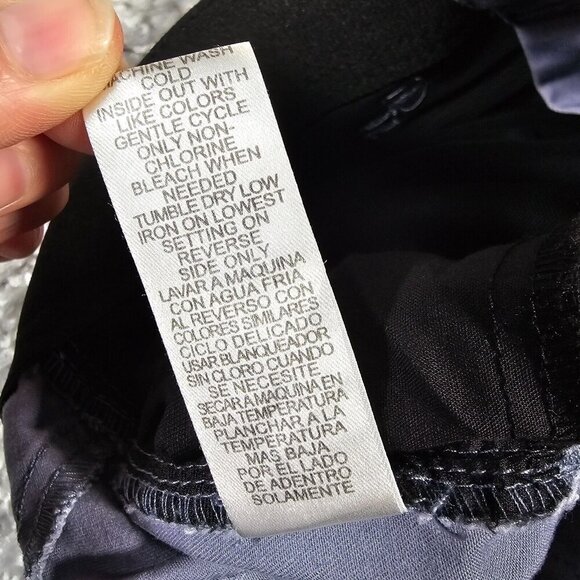 MACHINE WASH
COLD
INSIDE OUT WITH
LIKE COLORS
GENTLE CYCLE
ONLY NON-
CHLORINE
BLEACH WHEN
NEEDED
TUMBLE DRY LOW
IRON ON LOWEST
SETTING ON
REVERSE
SIDE ONLY
LAVAR A MAQUINA
CON AGUA FRIA
AL REVERSO CON
COLORES SIMILARES
CICLO DELICADO
USAR BLANQUEADOR
SIN CLORO CUANDO
SE NECESITE
SECAR A MAQUINA EN
BAJA TEMPERATURA
PLANCHAR A LA
TEMPERATURA
MAS BAJA
POR EL LADO
DE ADENTRO
SOLAMENTE